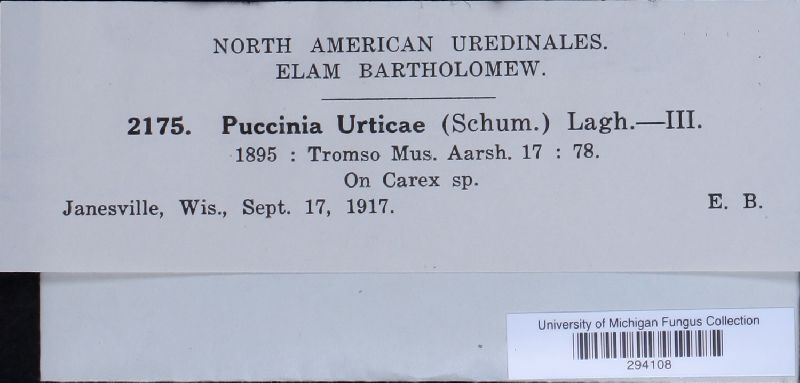 NORTH AMERICAN UREDINALES.
ELAM BARTHOLOMEW.
2175. Puccinia Urticae (Schum.) Lagh.—III.
1895 : Tromso Mus. Aarsh. 17 : 78.
On Carex sp.
Janesville, Wis., Sept. 17, 1917. E. B.
University of Michigan Fungus Collection
294108